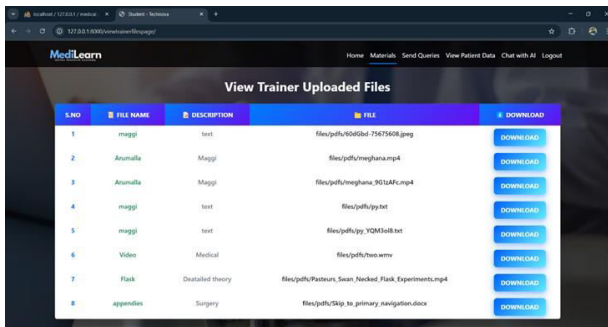 localhost / 127.0.0.1 / medical
Student - Technova
127.0.0.1:8000/viewtrainerfilespage/
MediLearn
Home Materials Send Queries View Patient Data Chat with AI Logout
View Trainer Uploaded Files
S.NO FILE NAME DESCRIPTION FILE DOWNLOAD
1 maggi text files/pdfs/60dGbd-75675608.jpeg DOWNLOAD
2 Arumalla Maggi files/pdfs/meghana.mp4 DOWNLOAD
3 Arumalla Maggi files/pdfs/meghana_9G1zAFc.mp4 DOWNLOAD
4 maggi text files/pdfs/py.txt DOWNLOAD
5 maggi text files/pdfs/py_YQM3ol8.txt DOWNLOAD
6 Video Medical files/pdfs/two.wmv DOWNLOAD
7 Flask Deatailed theory files/pdfs/Pasteurs_Swan_Necked_Flask_Experiments.mp4 DOWNLOAD
8 appendies Surgery files/pdfs/Skip_to_primary_navigation.docx DOWNLOAD